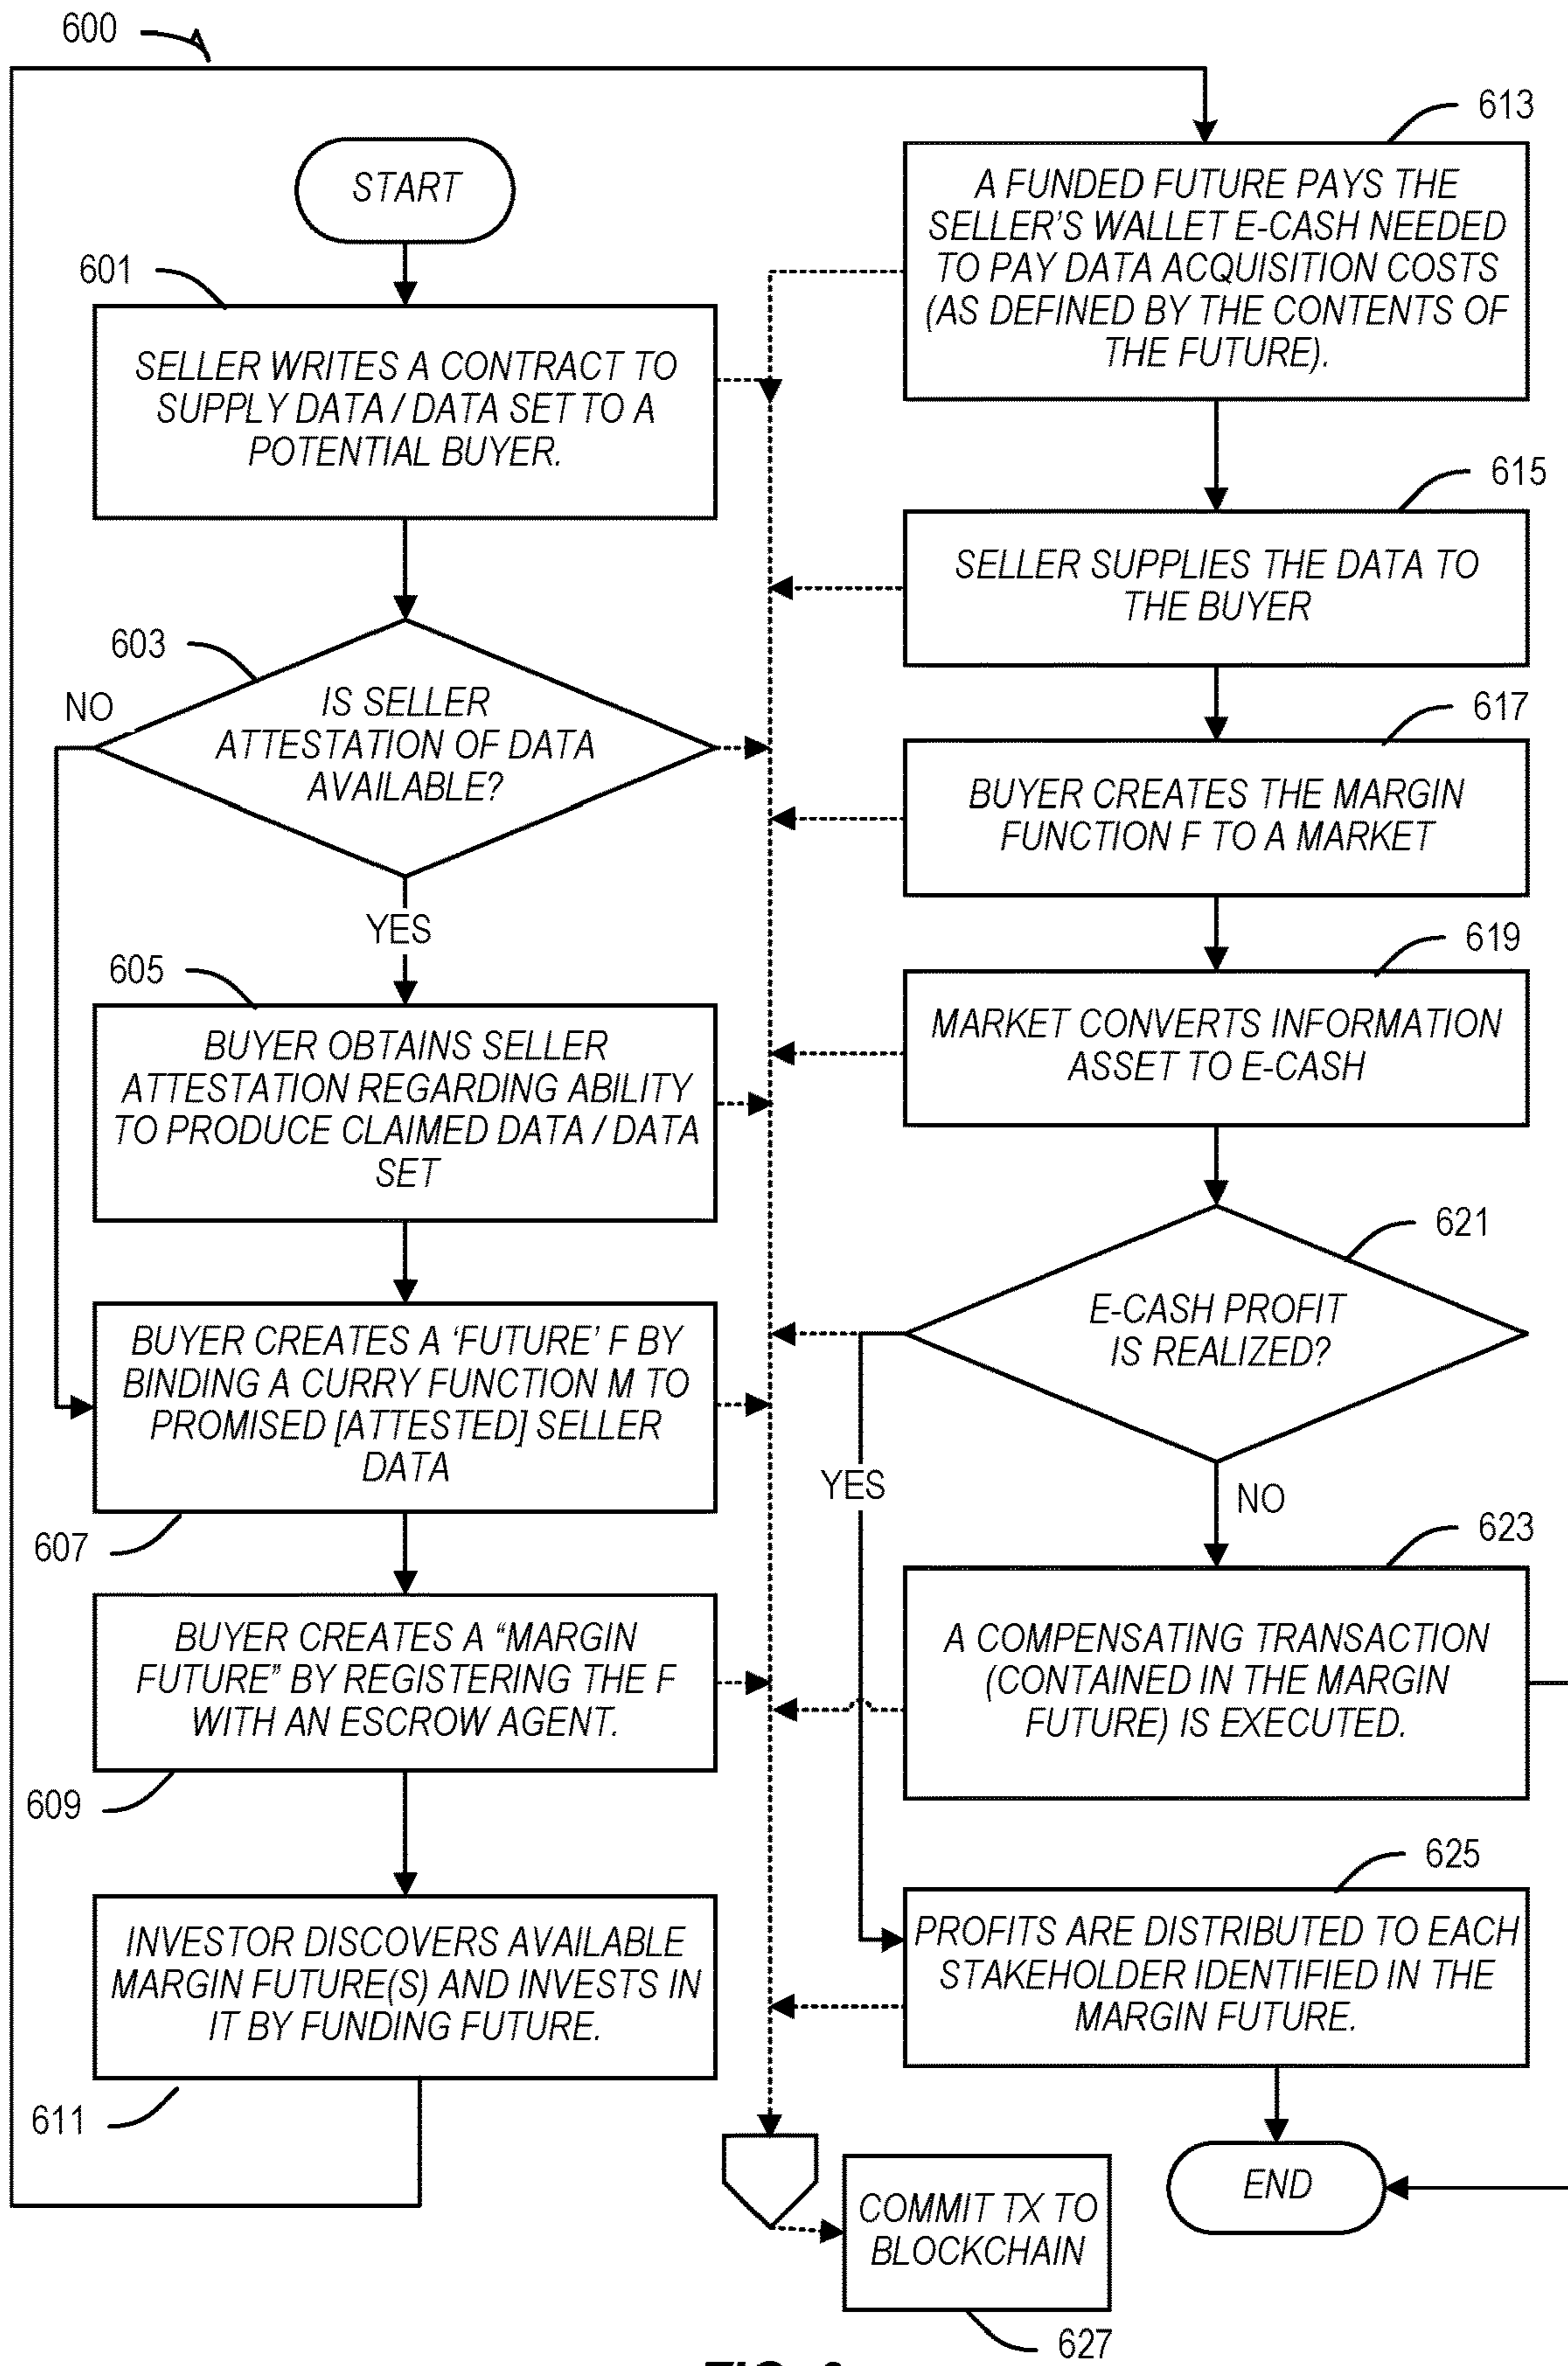 600
START
601
SELLER WRITES A CONTRACT TO
SUPPLY DATA / DATA SET TO A
POTENTIAL BUYER.
603
NO
IS SELLER
ATTESTATION OF DATA
AVAILABLE?
YES
605
BUYER OBTAINS SELLER
ATTESTATION REGARDING ABILITY
TO PRODUCE CLAIMED DATA / DATA
SET
BUYER CREATES A ‘FUTURE’ F BY
BINDING A CURRY FUNCTION M TO
PROMISED [ATTESTED] SELLER
DATA
607
BUYER CREATES A “MARGIN
FUTURE” BY REGISTERING THE F
WITH AN ESCROW AGENT.
609
INVESTOR DISCOVERS AVAILABLE
MARGIN FUTURE(S) AND INVESTS IN
IT BY FUNDING FUTURE.
611
613
A FUNDED FUTURE PAYS THE
SELLER’S WALLET E-CASH NEEDED
TO PAY DATA ACQUISITION COSTS
(AS DEFINED BY THE CONTENTS OF
THE FUTURE).
615
SELLER SUPPLIES THE DATA TO
THE BUYER
617
BUYER CREATES THE MARGIN
FUNCTION F TO A MARKET
619
MARKET CONVERTS INFORMATION
ASSET TO E-CASH
621
E-CASH PROFIT
IS REALIZED?
YES
NO
623
A COMPENSATING TRANSACTION
(CONTAINED IN THE MARGIN
FUTURE) IS EXECUTED.
625
PROFITS ARE DISTRIBUTED TO EACH
STAKEHOLDER IDENTIFIED IN THE
MARGIN FUTURE.
END
COMMIT TX TO
BLOCKCHAIN
627